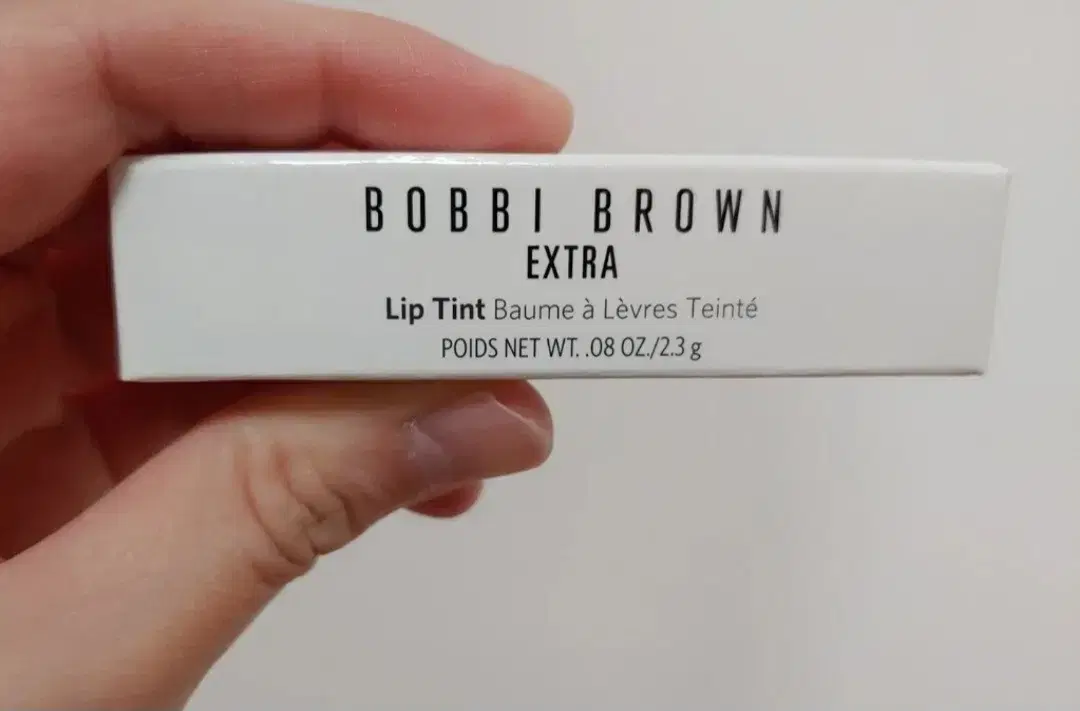 BOBBI BROWN
EXTRA
Lip Tint Baume à Lèvres Teinté
POIDS NET WT. .08 OZ./2.3 g